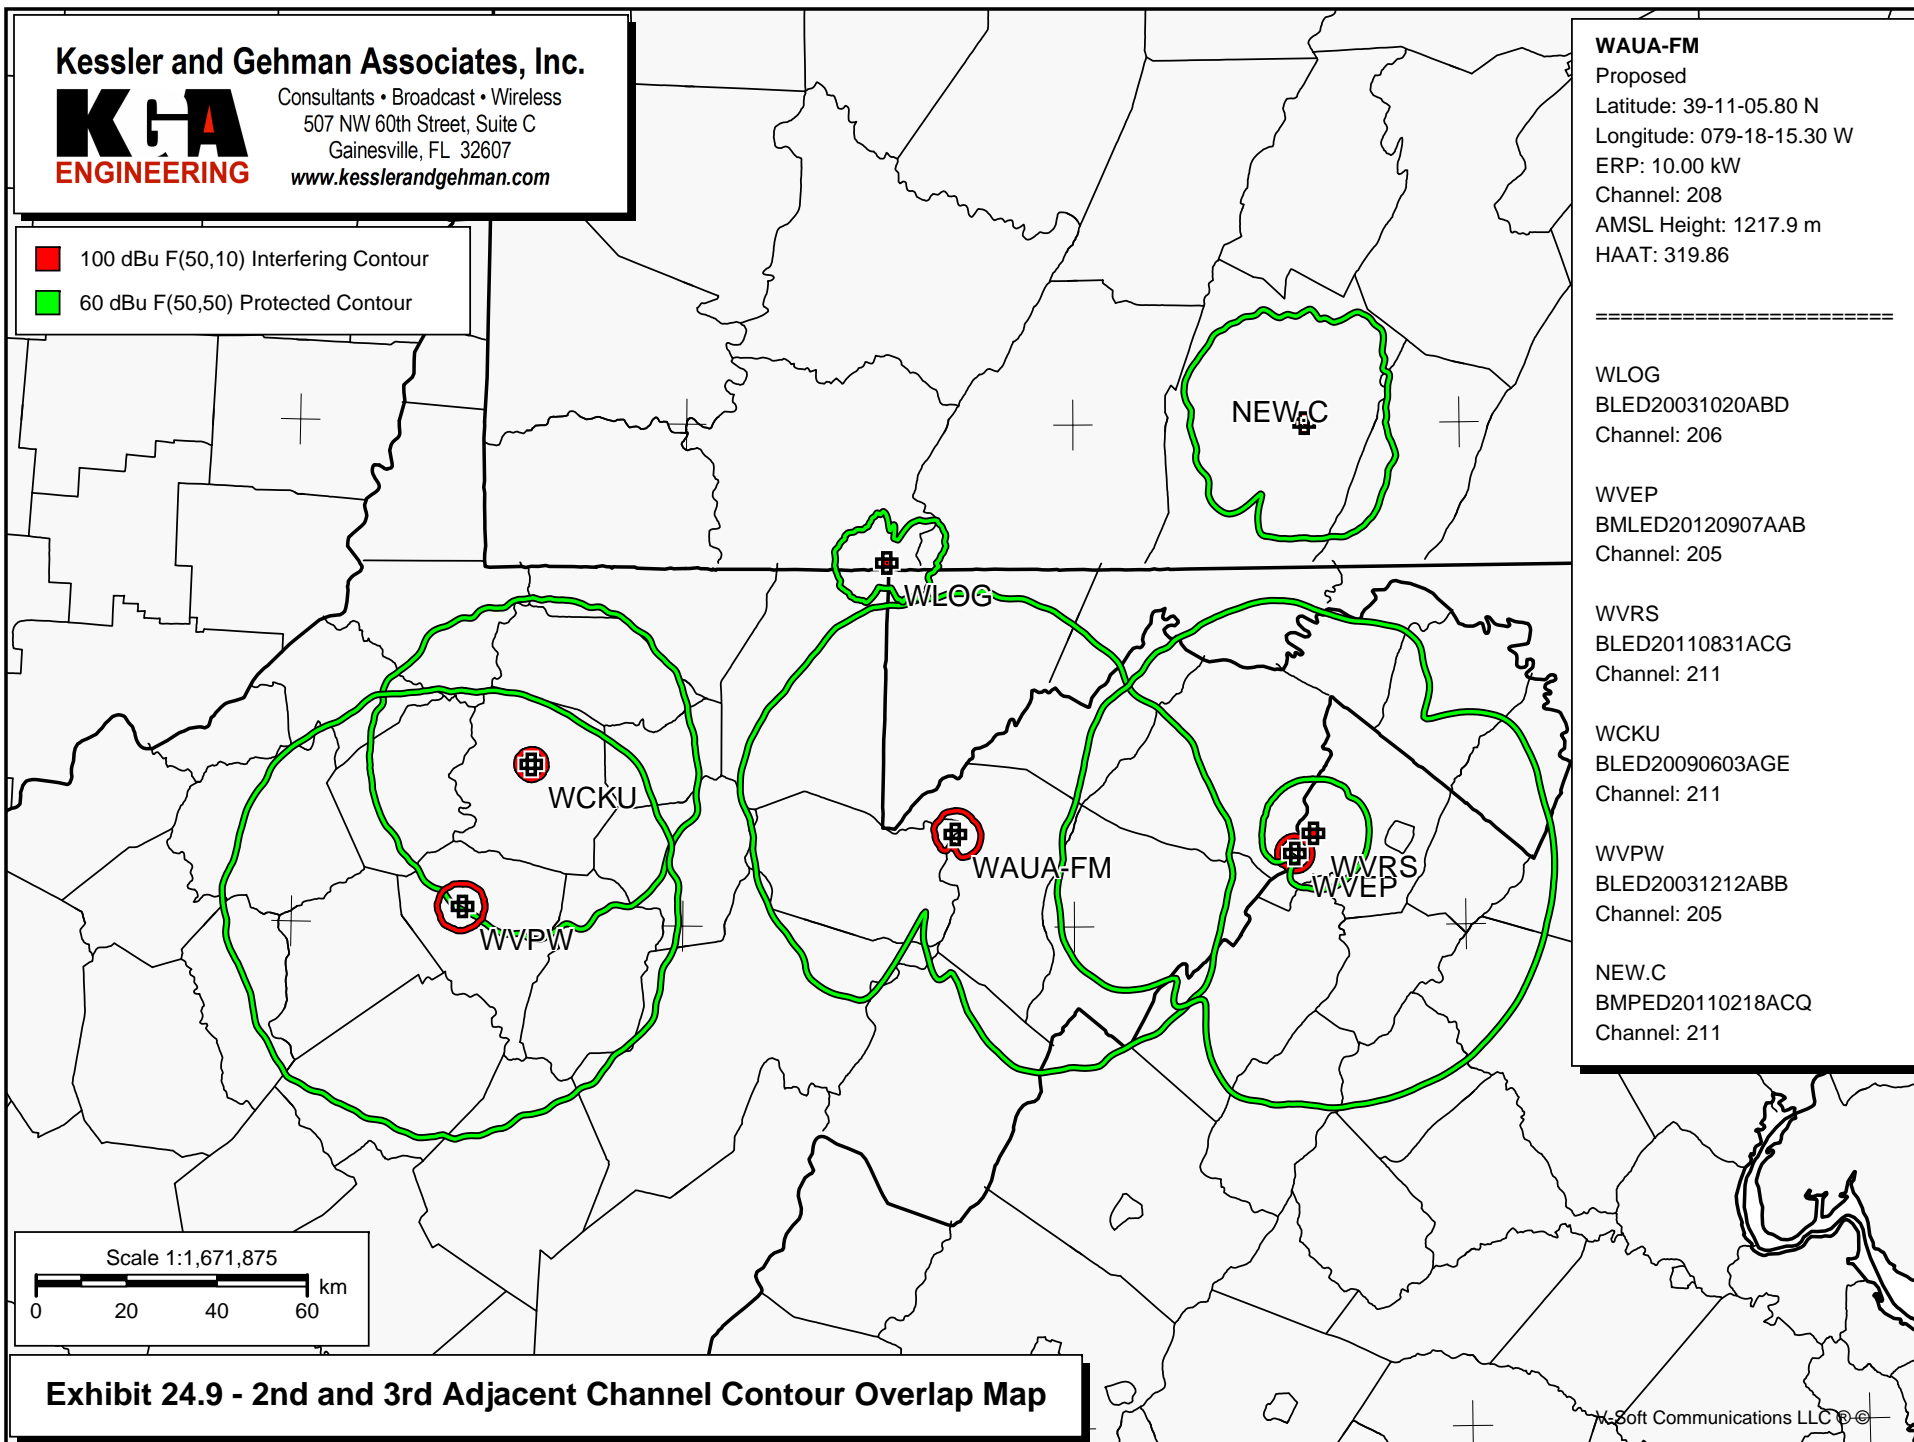 Kessler and Gehman Associates, Inc.
KGA
ENGINEERING
Consultants • Broadcast • Wireless
507 NW 60th Street, Suite C
Gainesville, FL 32607
www.kesslerandgehman.com
100 dBu F(50,10) Interfering Contour
60 dBu F(50,50) Protected Contour
WAUA-FM
Proposed
Latitude: 39-11-05.80 N
Longitude: 079-18-15.30 W
ERP: 10.00 kW
Channel: 208
AMSL Height: 1217.9 m
HAAT: 319.86
========================
WLOG
BLED20031020ABD
Channel: 206
WVEP
BMLED20120907AAB
Channel: 205
WVRS
BLED20110831ACG
Channel: 211
WCKU
BLED20090603AGE
Channel: 211
WVPW
BLED20031212ABB
Channel: 205
NEW.C
BMPED20110218ACQ
Channel: 211
NEW.C
WLOG
WCKU
WAUA-FM
WVRS
WVEP
WVPW
Scale 1:1,671,875
km
0 20 40 60
Exhibit 24.9 - 2nd and 3rd Adjacent Channel Contour Overlap Map
V-Soft Communications LLC ® ©